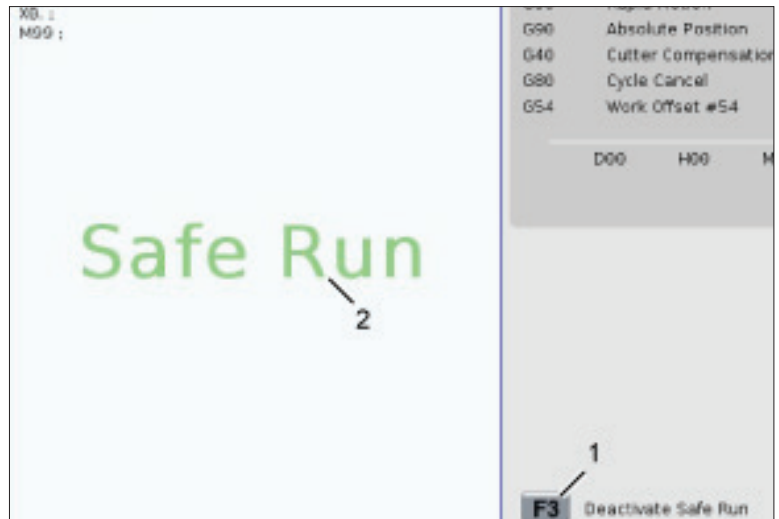 X0. ;
M99 ;
G90 Absolute Position
G40 Cutter Compensation
G80 Cycle Cancel
G54 Work Offset #54
D00 H00 M
Safe Run
2
1
F3 Deactivate Safe Run